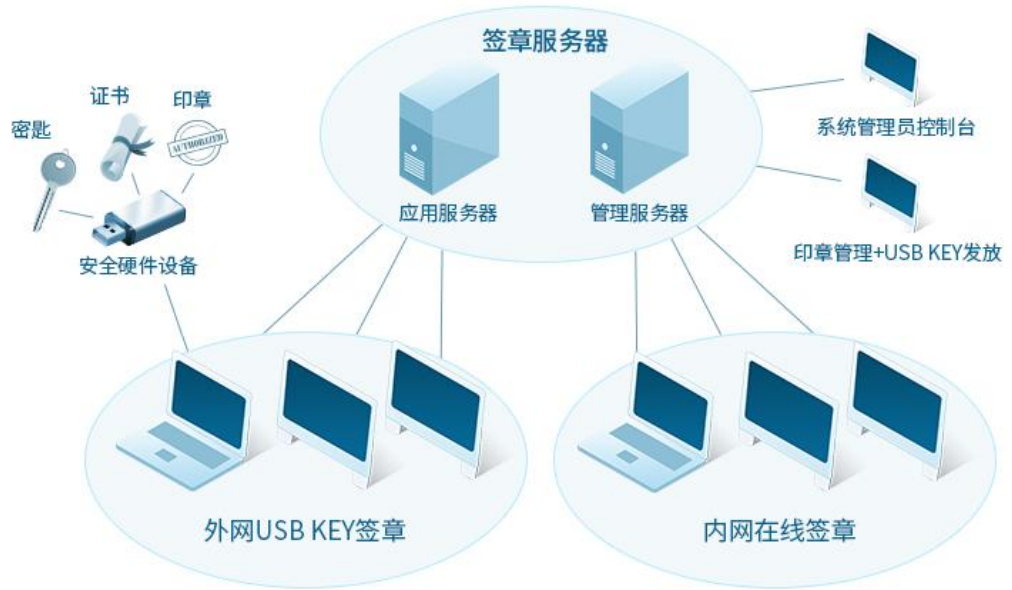 签章服务器
证书
印章
密匙
AUTHORIZED
系统管理员控制台
应用服务器
管理服务器
印章管理+USB KEY发放
安全硬件设备
外网USB KEY签章
内网在线签章